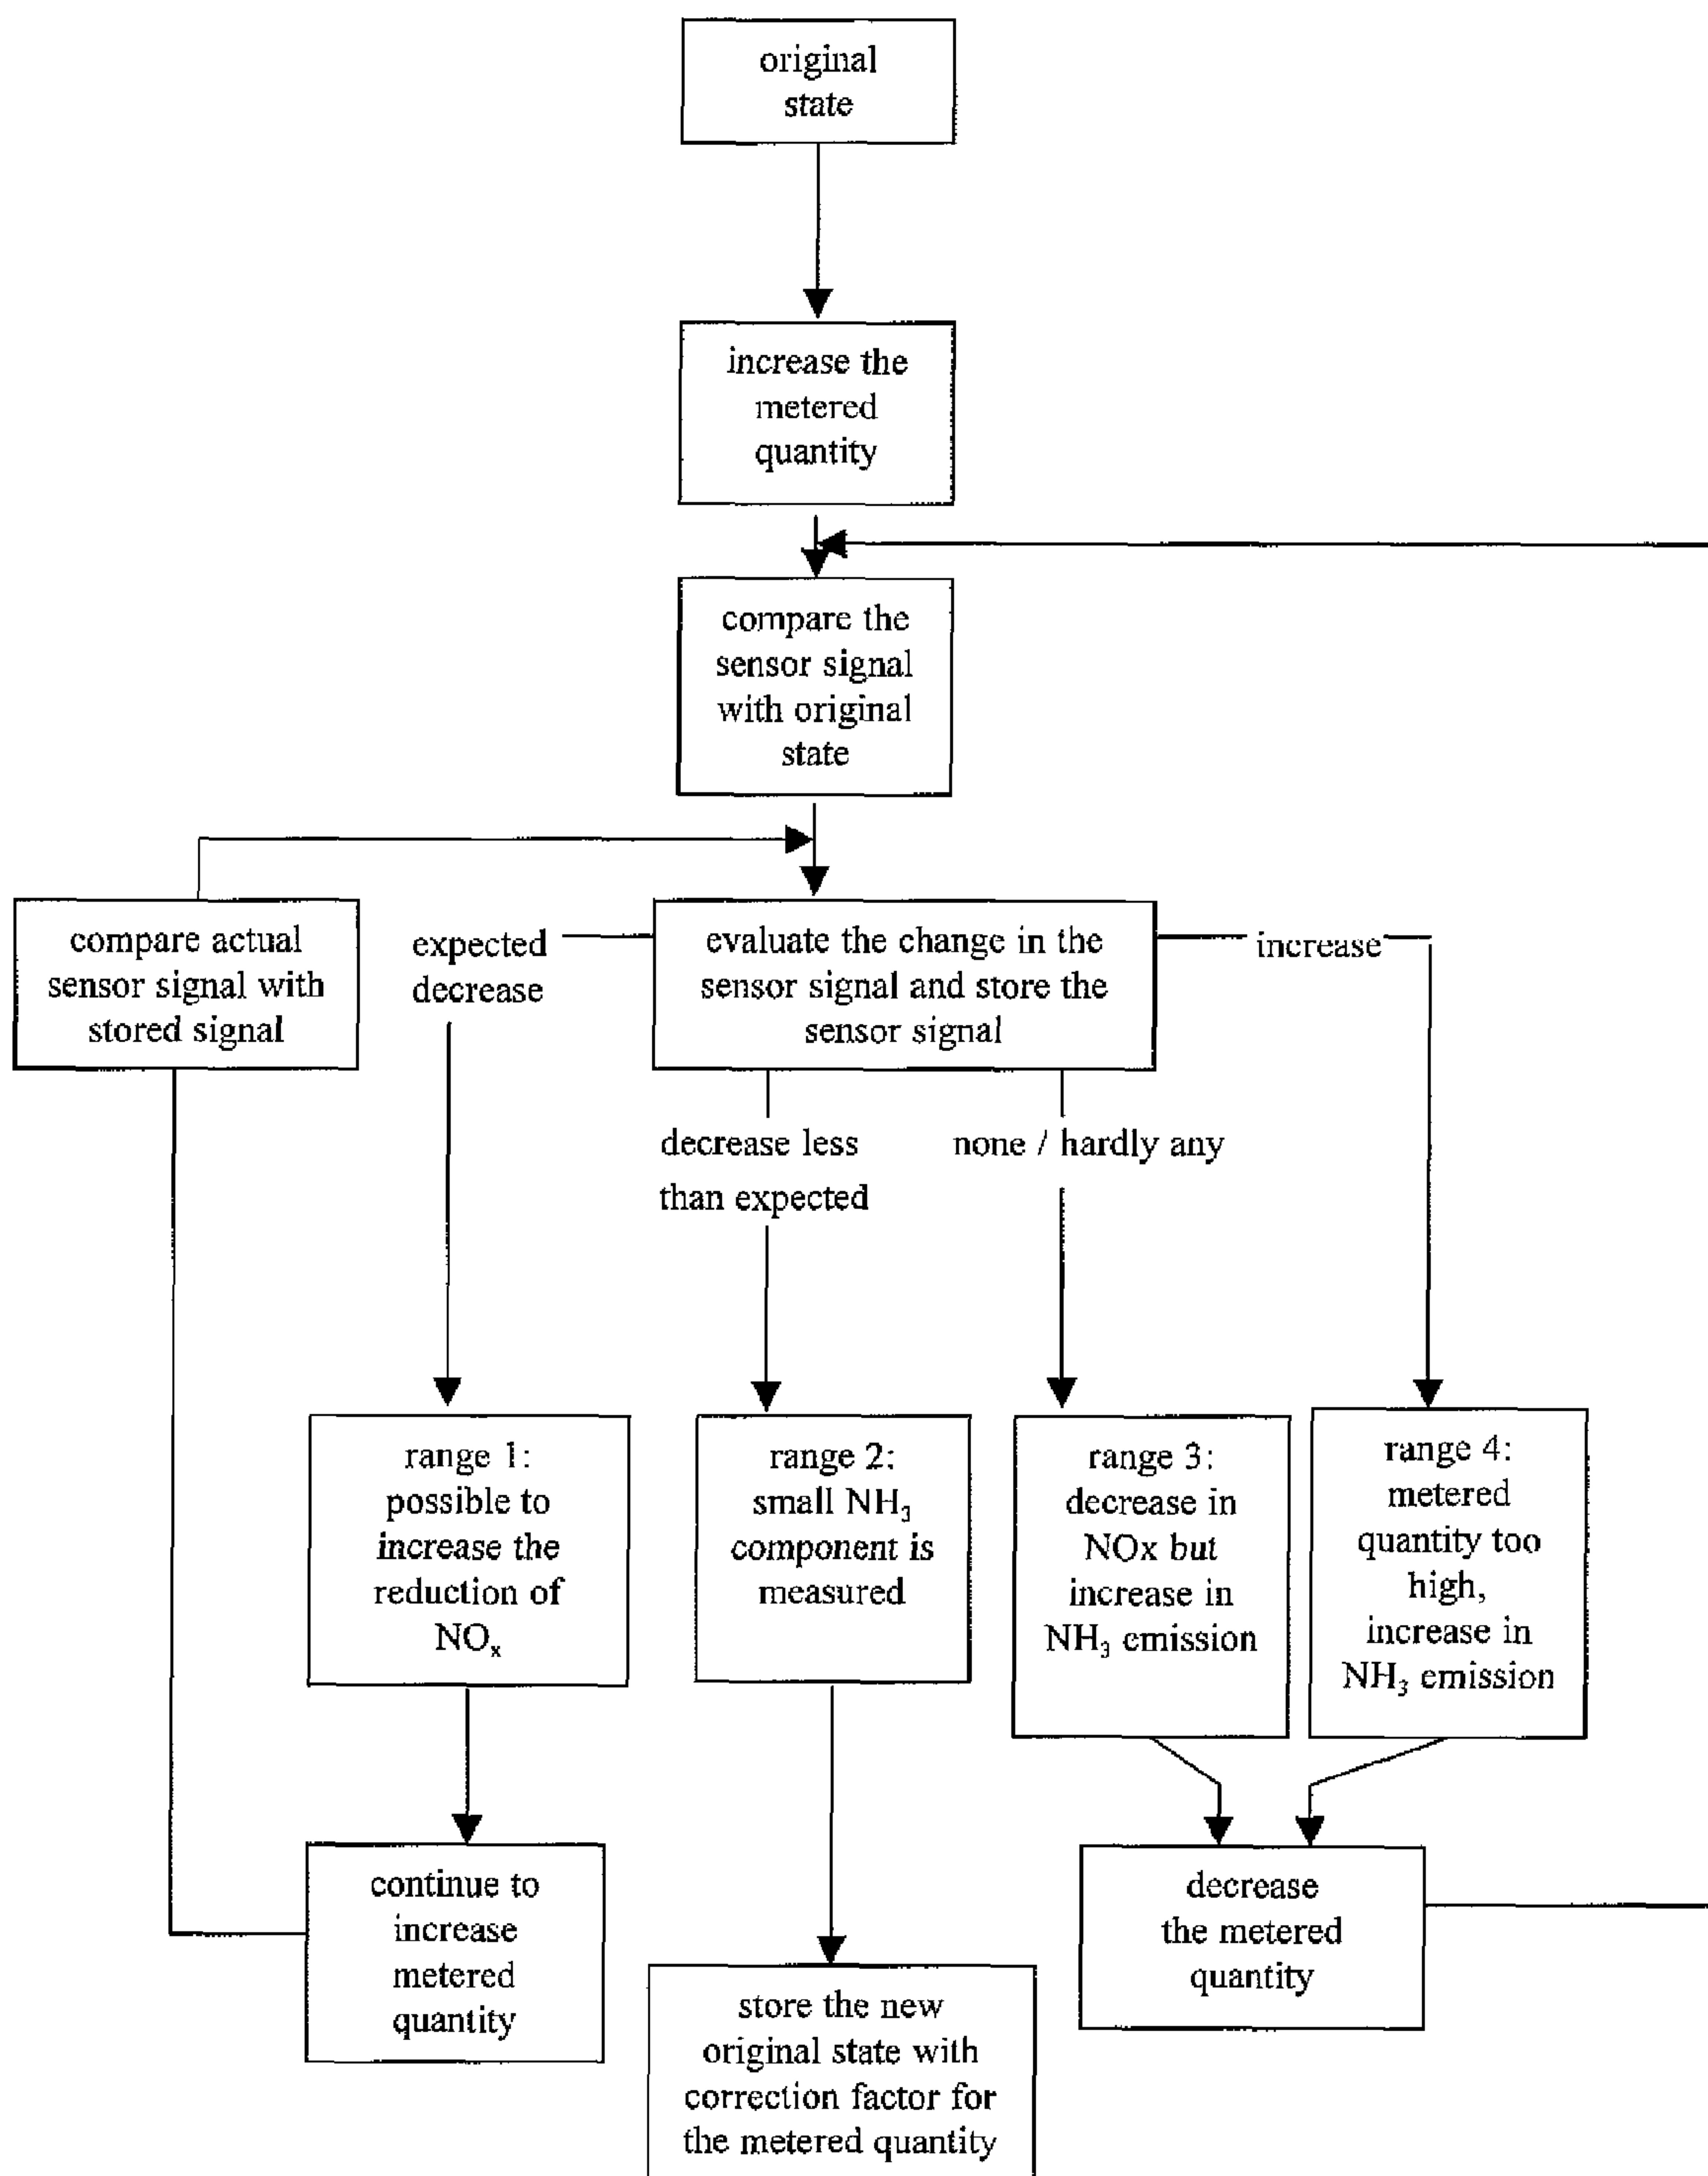 original
state
increase the
metered
quantity
compare the
sensor signal
with original
state
compare actual
sensor signal with
stored signal
expected
decrease
evaluate the change in the
sensor signal and store the
sensor signal
increase
decrease less
than expected
none / hardly any
range 1:
possible to
increase the
reduction of
NOₓ
range 2:
small NH₃
component is
measured
range 3:
decrease in
NOx but
increase in
NH₃ emission
range 4:
metered
quantity too
high,
increase in
NH₃ emission
continue to
increase
metered
quantity
store the new
original state with
correction factor for
the metered quantity
decrease
the metered
quantity